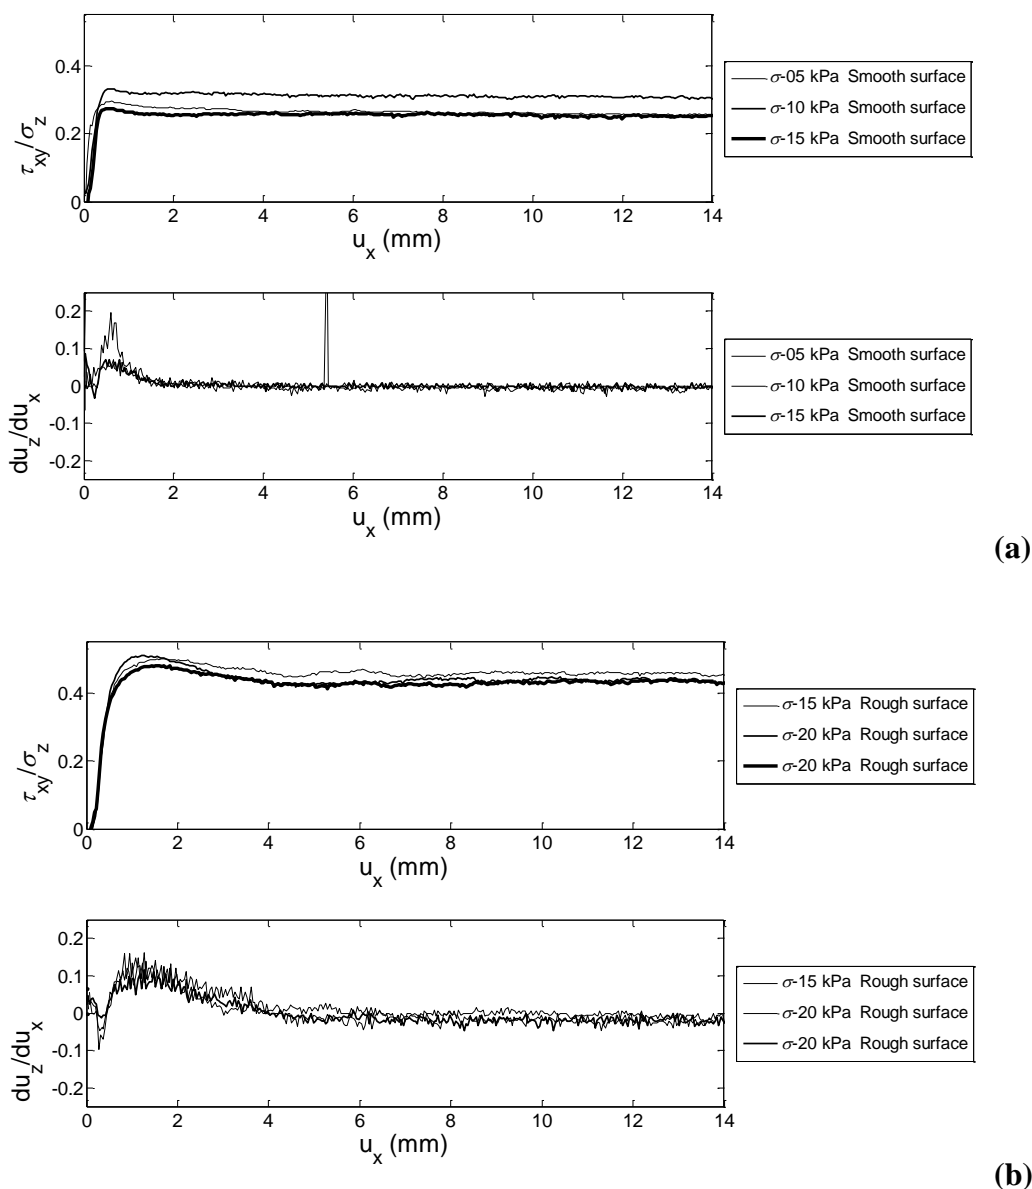 0.4
0.2
0
τxy/σz
0 2 4 6 8 10 12 14
ux (mm)
σ-05 kPa Smooth surface
σ-10 kPa Smooth surface
σ-15 kPa Smooth surface
0.2
0.1
0
-0.1
-0.2
duz/dux
0 2 4 6 8 10 12 14
ux (mm)
σ-05 kPa Smooth surface
σ-10 kPa Smooth surface
σ-15 kPa Smooth surface
(a)
0.4
0.2
0
τxy/σz
0 2 4 6 8 10 12 14
ux (mm)
σ-15 kPa Rough surface
σ-20 kPa Rough surface
σ-20 kPa Rough surface
0.2
0.1
0
-0.1
-0.2
duz/dux
0 2 4 6 8 10 12 14
ux (mm)
σ-15 kPa Rough surface
σ-20 kPa Rough surface
σ-20 kPa Rough surface
(b)